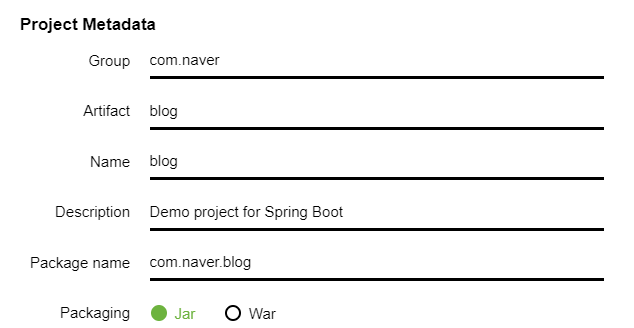 Project Metadata
Group com.naver
Artifact blog
Name blog
Description Demo project for Spring Boot
Package name com.naver.blog
Packaging Jar War